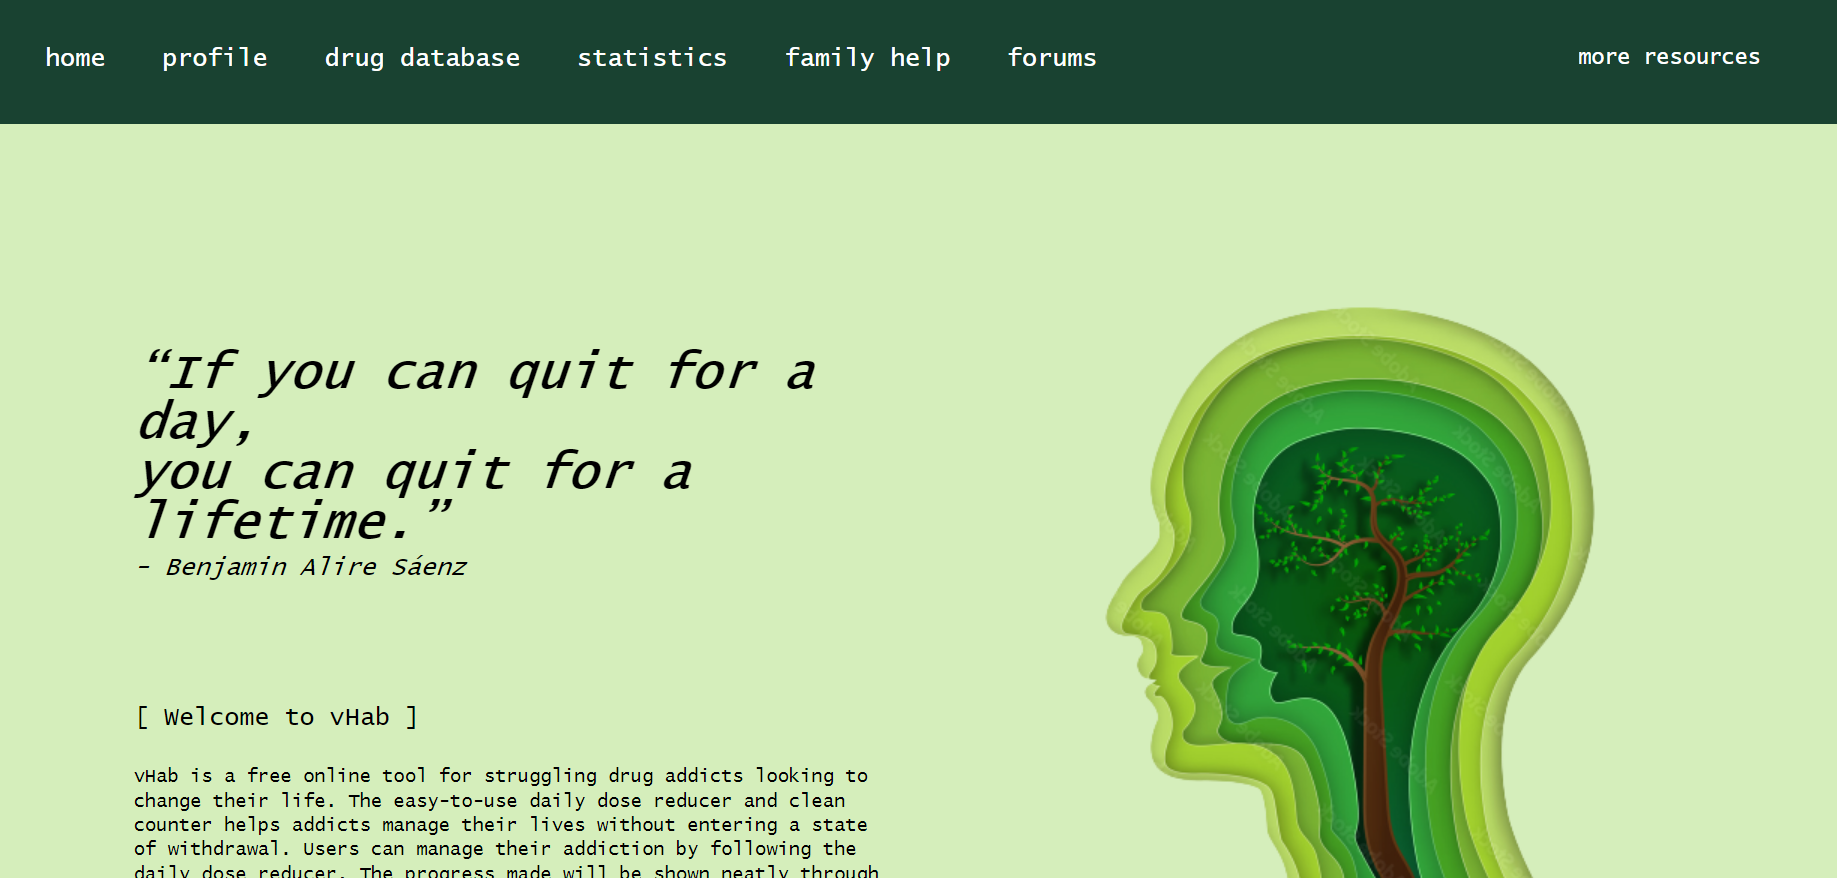 home profile drug database statistics family help forums more resources
“If you can quit for a
day,
you can quit for a
lifetime.”
- Benjamin Alire Sáenz
[ Welcome to vHab ]
vHab is a free online tool for struggling drug addicts looking to
change their life. The easy-to-use daily dose reducer and clean
counter helps addicts manage their lives without entering a state
of withdrawal. Users can manage their addiction by following the
daily dose reducer. The progress made will be shown neatly through
Adobe Stock